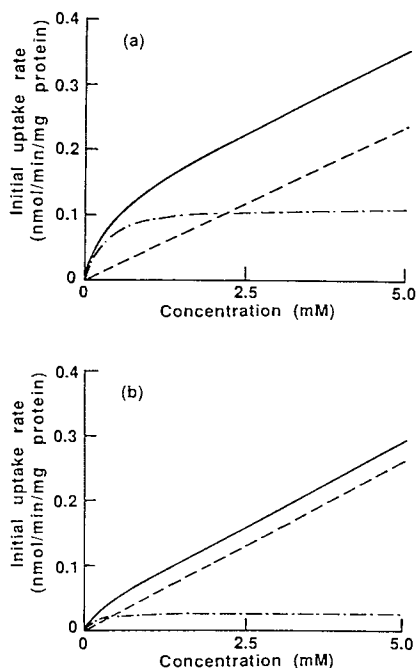 (a)
Initial uptake rate
(nmol/min/mg protein)
0.4
0.3
0.2
0.1
0
0
2.5
5.0
Concentration (mM)
(b)
Initial uptake rate
(nmol/min/mg protein)
0.4
0.3
0.2
0.1
0
0
2.5
5.0
Concentration (mM)